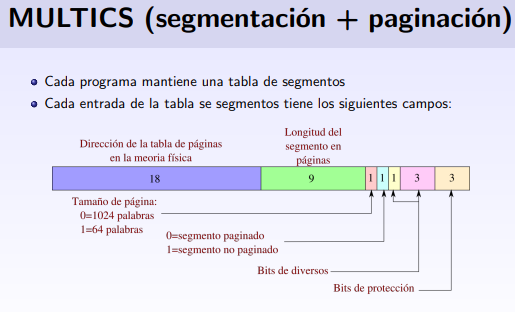 MULTICS (segmentación + paginación)
Cada programa mantiene una tabla de segmentos
Cada entrada de la tabla se segmentos tiene los siguientes campos:
Dirección de la tabla de páginas
en la meoria física
Longitud del
segmento en
páginas
18 9 1 1 1 3 3
Tamaño de página:
0=1024 palabras
1=64 palabras
0=segmento paginado
1=segmento no paginado
Bits de diversos
Bits de protección